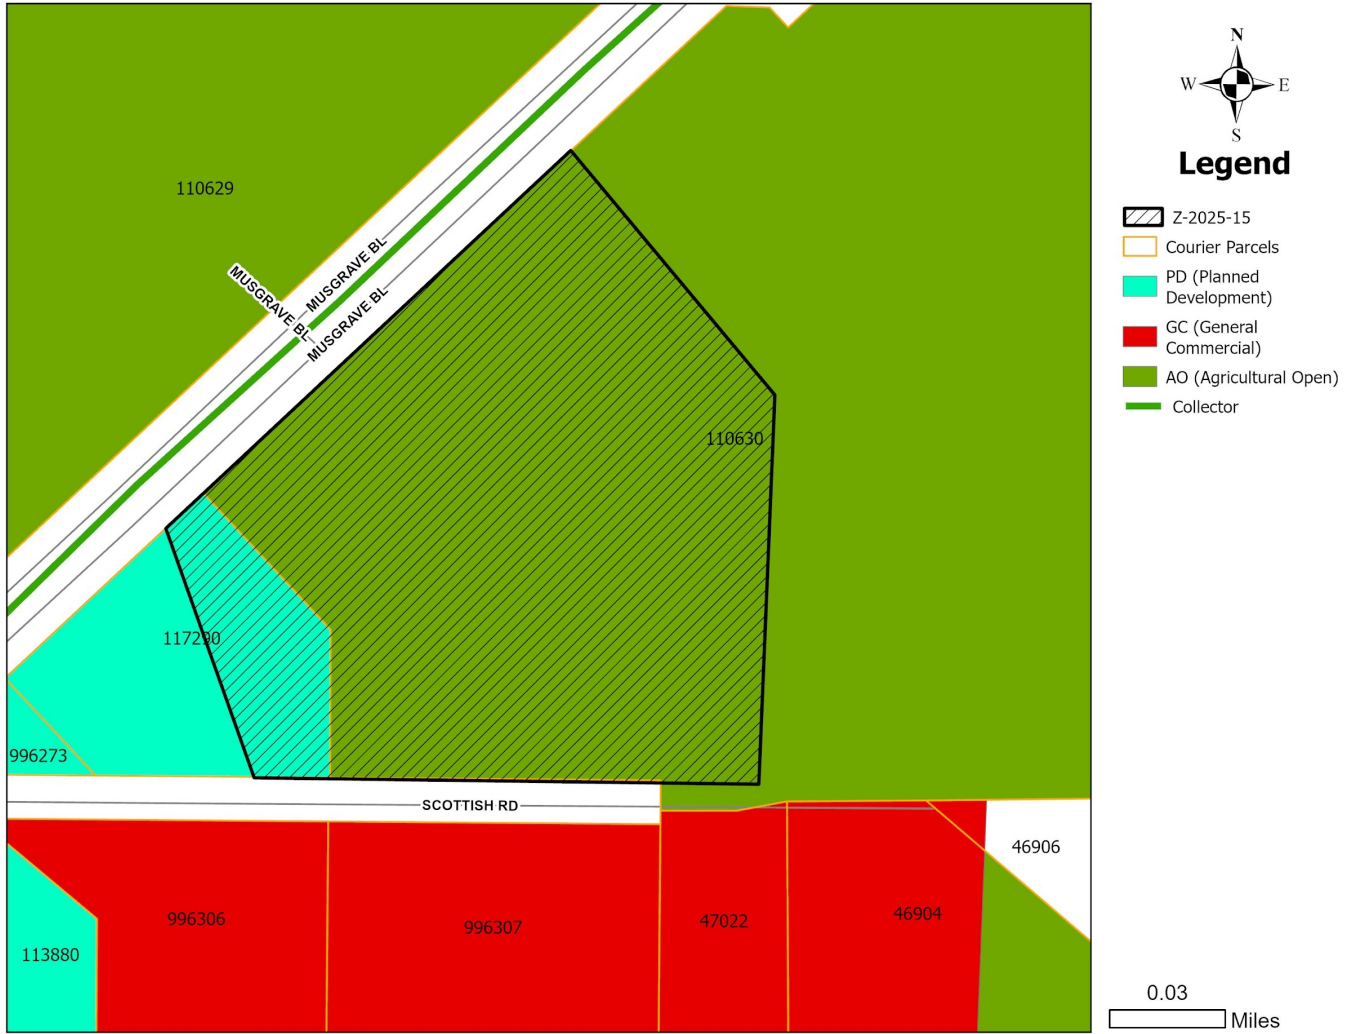 N
W
E
S
Legend
Z-2025-15
Courier Parcels
PD (Planned
Development)
GC (General
Commercial)
AO (Agricultural Open)
Collector
110629
MUSGRAVE BL
MUSGRAVE BL
MUSGRAVE BL
110630
117290
996273
SCOTTISH RD
46906
996306
996307
47022
46904
113880
0.03
Miles